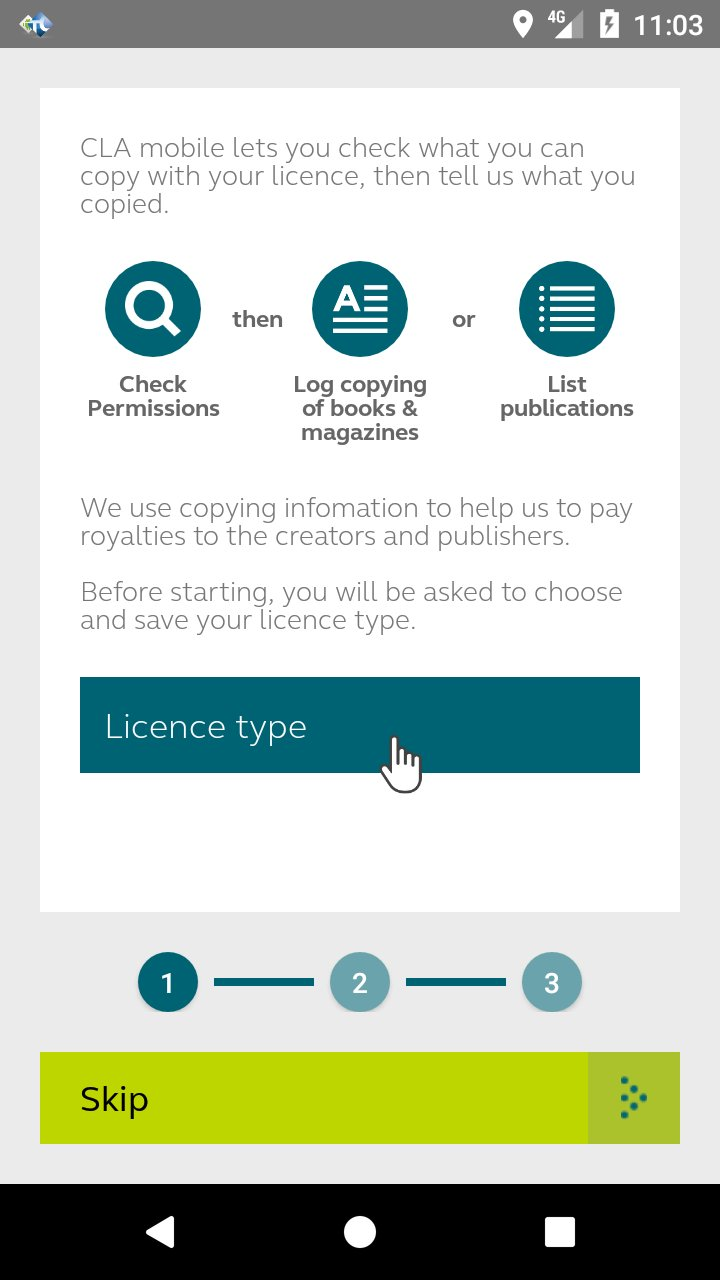 4G 11:03
CLA mobile lets you check what you can
copy with your licence, then tell us what you
copied.
then
or
Check
Permissions
Log copying
of books &
magazines
List
publications
We use copying infomation to help us to pay
royalties to the creators and publishers.
Before starting, you will be asked to choose
and save your licence type.
Licence type
1 2 3
Skip